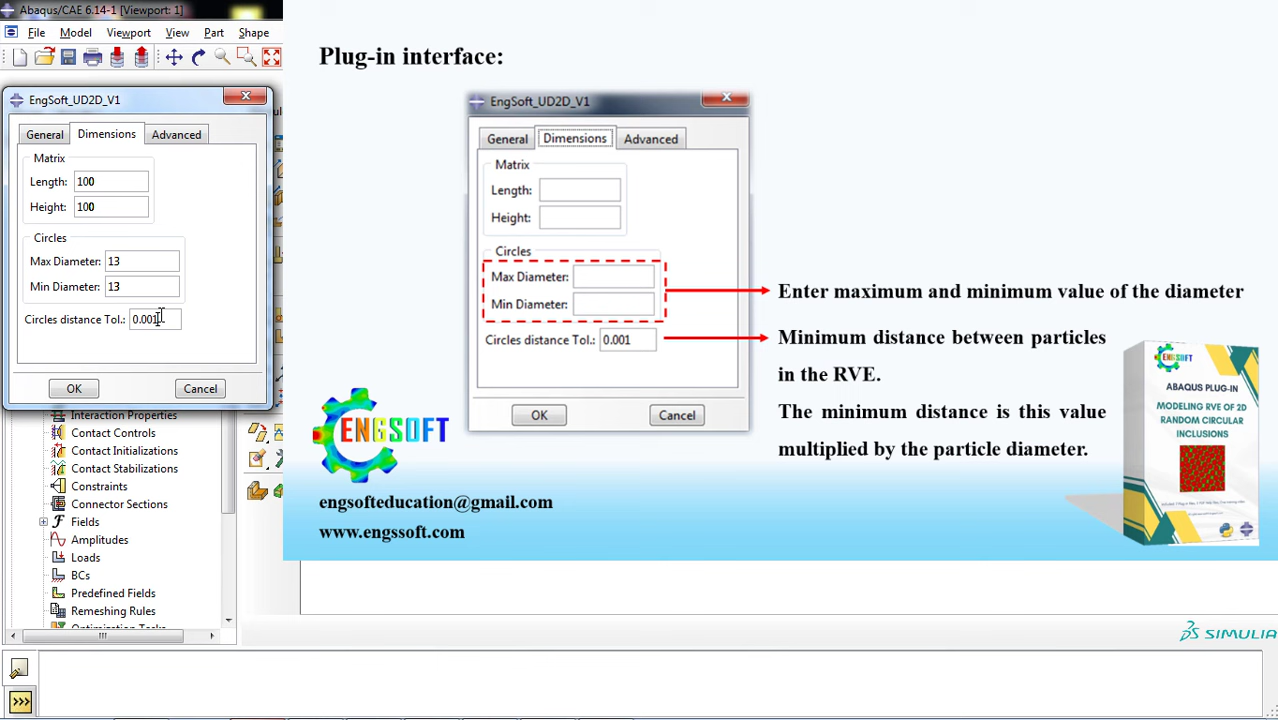 Abaqus/CAE 6.14-1 [Viewport: 1]
File Model Viewport View Part Shape
EngSoft_UD2D_V1
General Dimensions Advanced
Matrix
Length: 100
Height: 100
Circles
Max Diameter: 13
Min Diameter: 13
Circles distance Tol.: 0.001
OK Cancel
Interaction Properties
Contact Controls
Contact Initializations
Contact Stabilizations
Constraints
Connector Sections
Fields
Amplitudes
Loads
BCs
Predefined Fields
Remeshing Rules
Plug-in interface:
EngSoft_UD2D_V1
General Dimensions Advanced
Matrix
Length:
Height:
Circles
Max Diameter:
Min Diameter:
Circles distance Tol.: 0.001
OK Cancel
Enter maximum and minimum value of the diameter
Minimum distance between particles
in the RVE.
The minimum distance is this value
multiplied by the particle diameter.
ENGSOFT
engsofteducation@gmail.com
www.engssoft.com
ENGSOFT
ABAQUS PLUG-IN
MODELING RVE OF 2D
RANDOM CIRCULAR
INCLUSIONS
SIMULIA
>>>